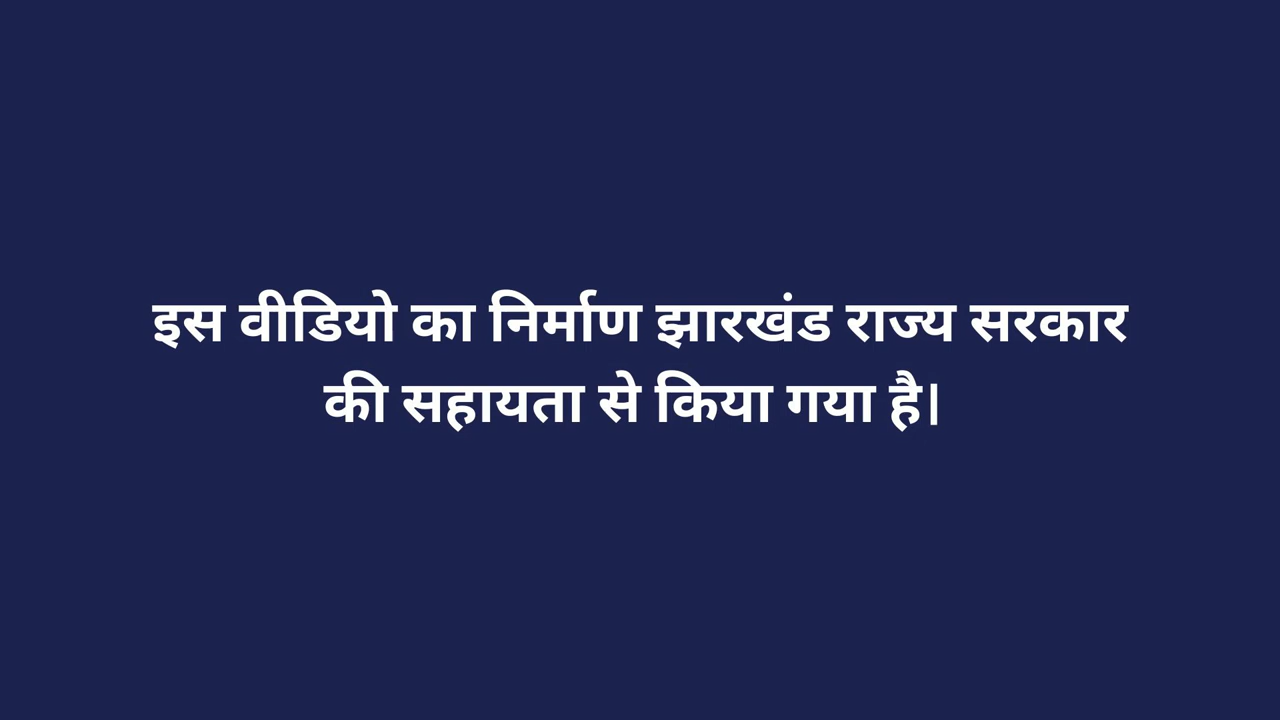 इस वीडियो का निर्माण झारखंड राज्य सरकार
की सहायता से किया गया है।